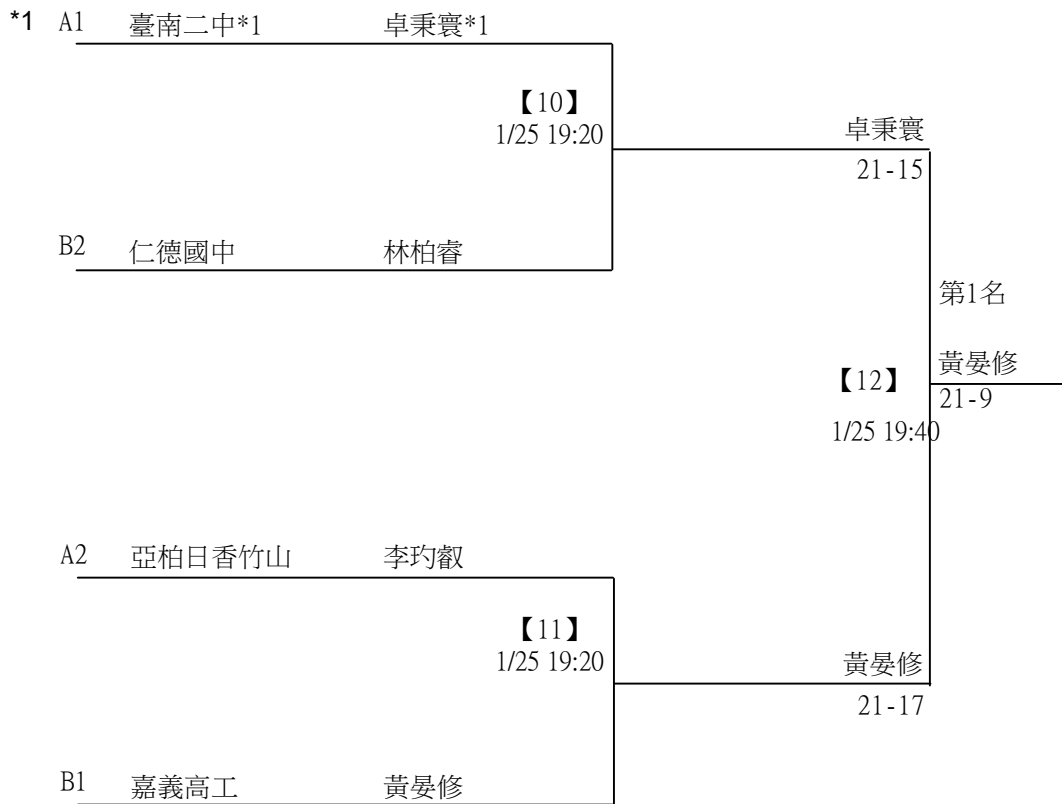 *1 A1 臺南二中*1 卓秉寰*1
【10】
1/25 19:20
卓秉寰
21-15
B2 仁德國中 林柏睿
第1名
黃晏修
【12】
21-9
1/25 19:40
A2 亞柏日香竹山 李玓叡
【11】
1/25 19:20
黃晏修
21-17
B1 嘉義高工 黃晏修